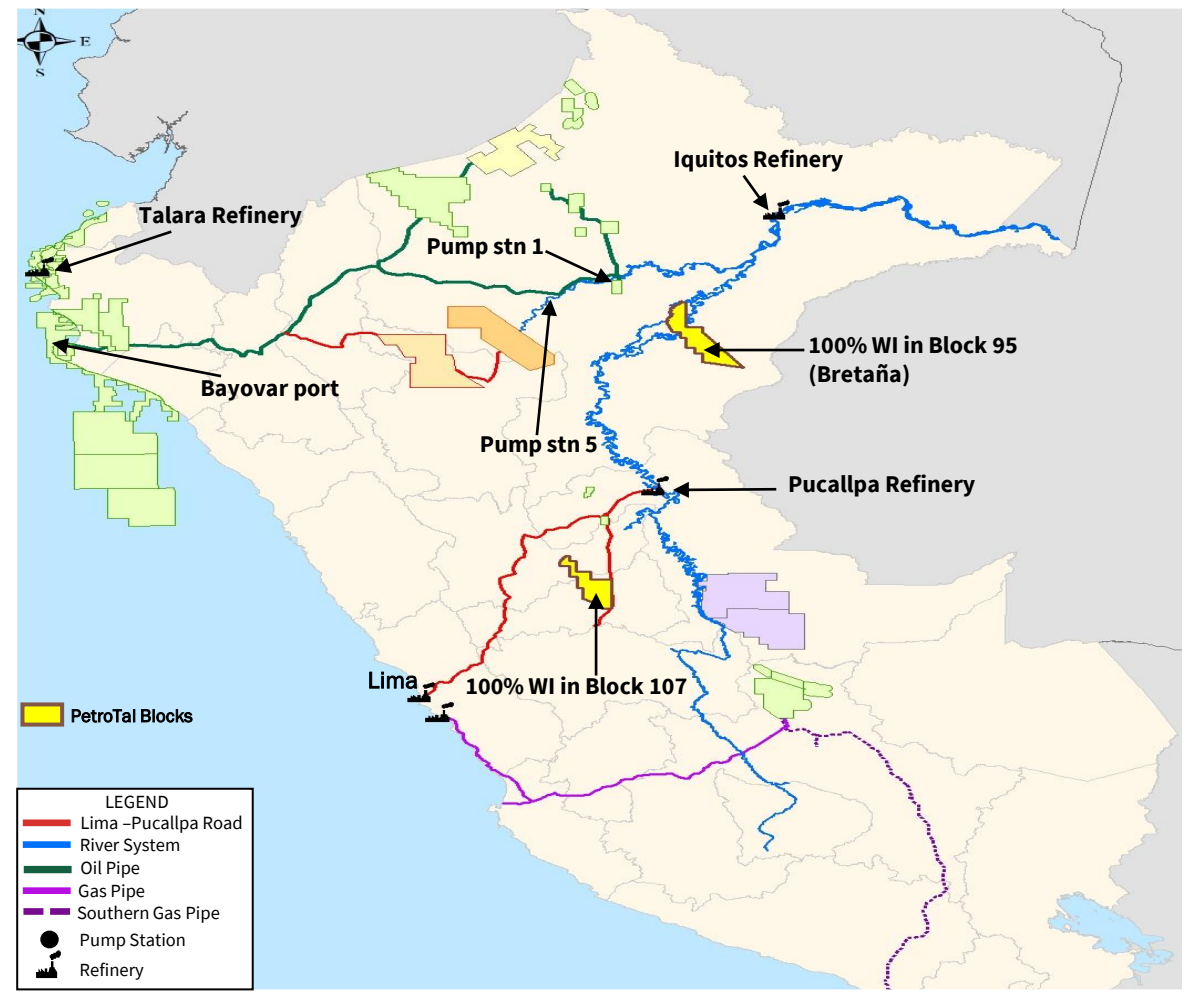 N
E
S
Iquitos Refinery
Talara Refinery
Pump stn 1
100% WI in Block 95
(Bretaña)
Bayovar port
Pump stn 5
Pucallpa Refinery
Lima
100% WI in Block 107
PetroTal Blocks
LEGEND
Lima –Pucallpa Road
River System
Oil Pipe
Gas Pipe
Southern Gas Pipe
Pump Station
Refinery